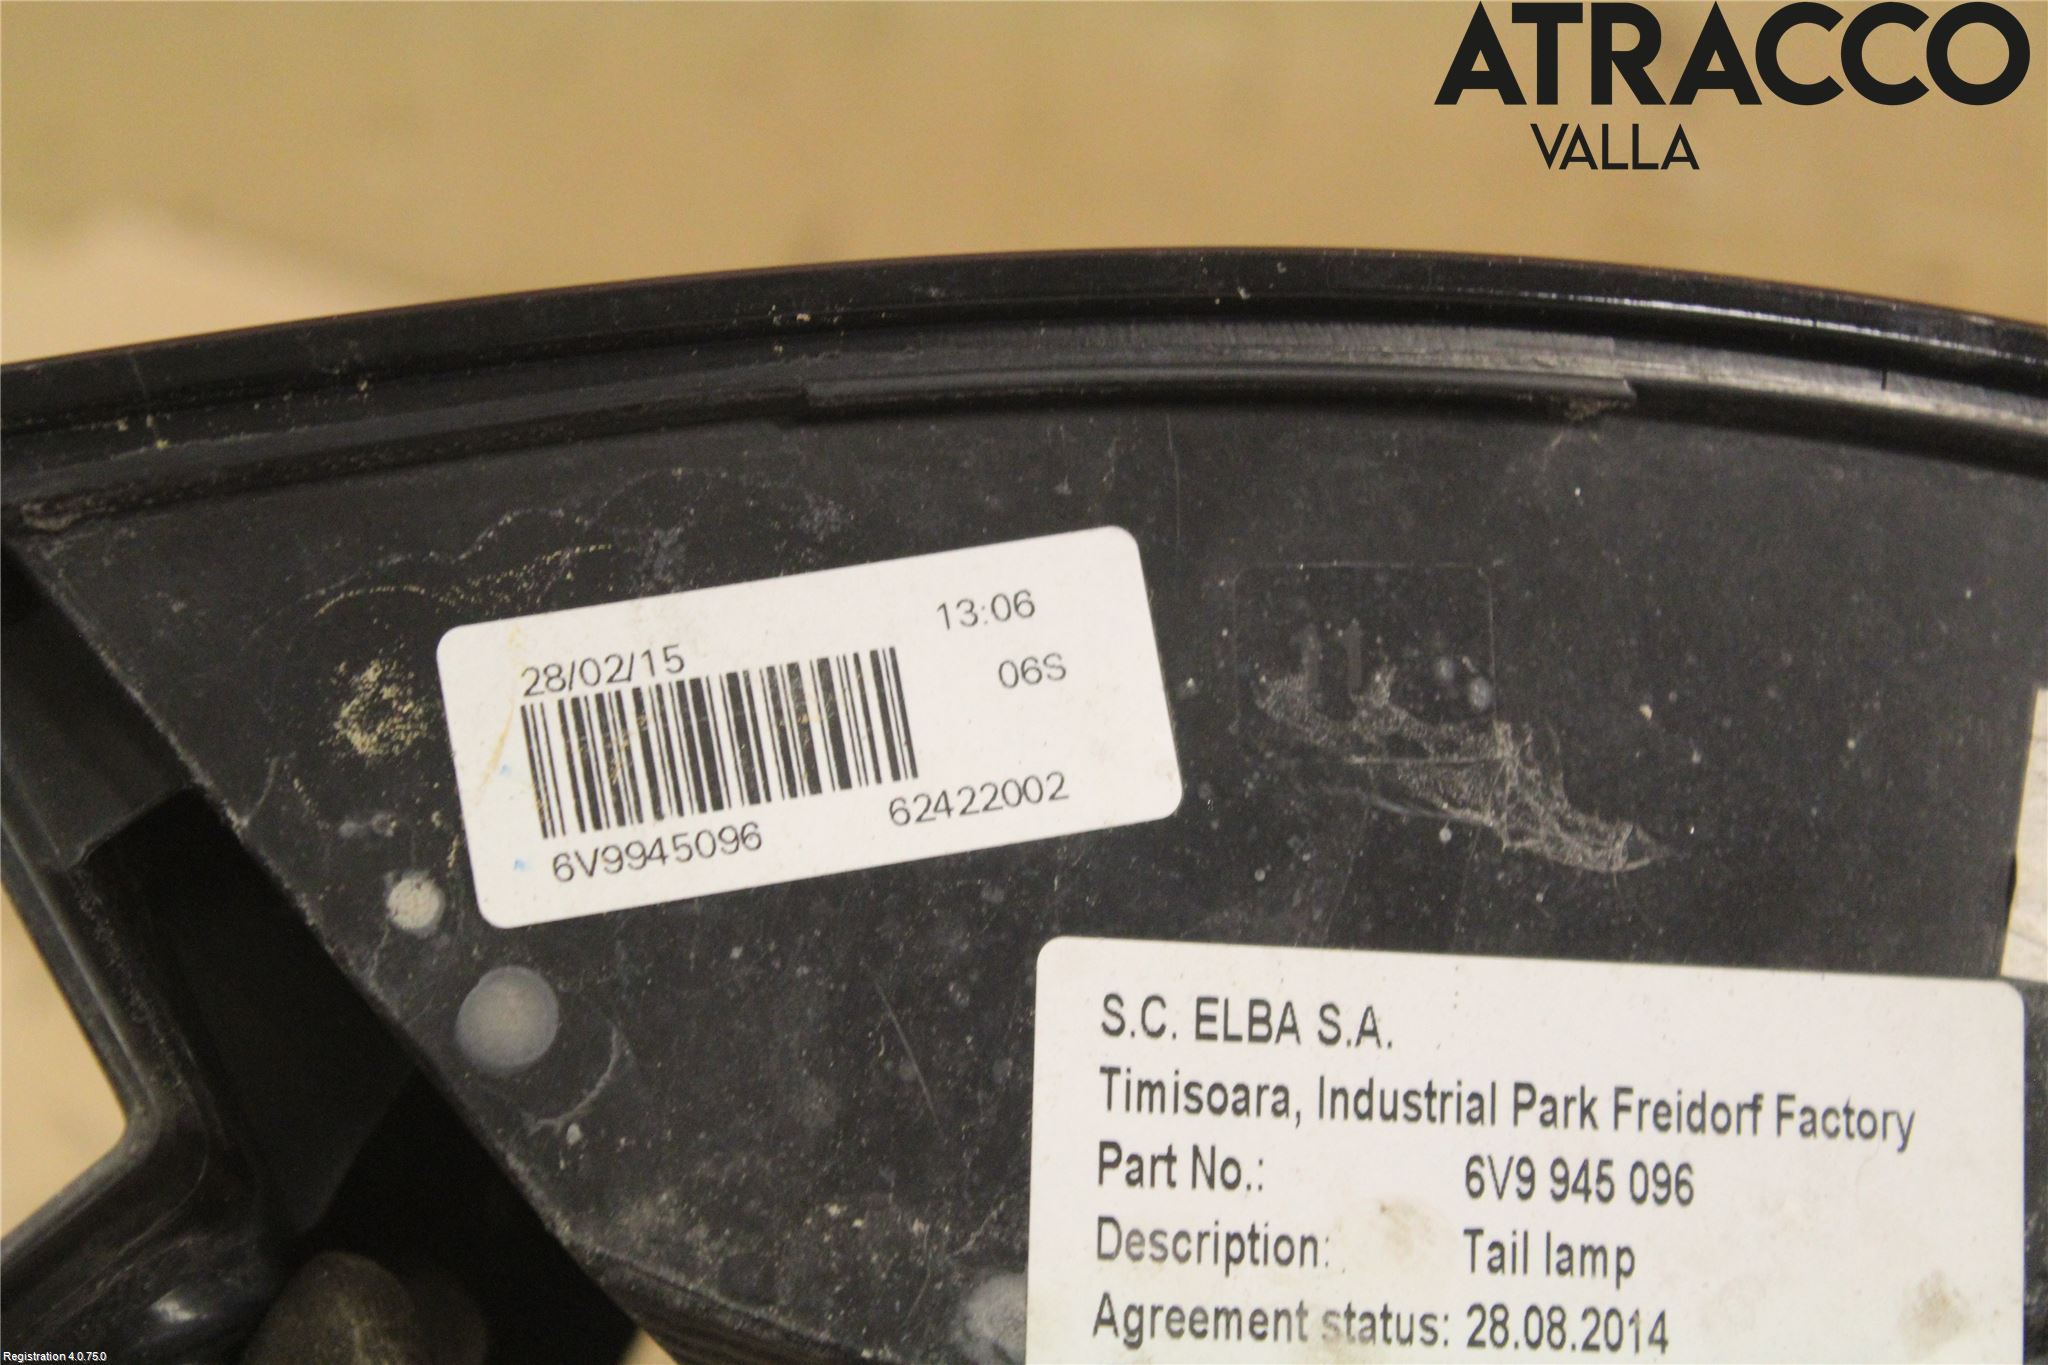 ATRACCO
VALLA
13:06
28/02/15
06S
62422002
6V9945096
S.C. ELBA S.A.
Timisoara, Industrial Park Freidorf Factory
Part No.: 6V9 945 096
Description: Tail lamp
Agreement status: 28.08.2014
Registration 4.0.75.0